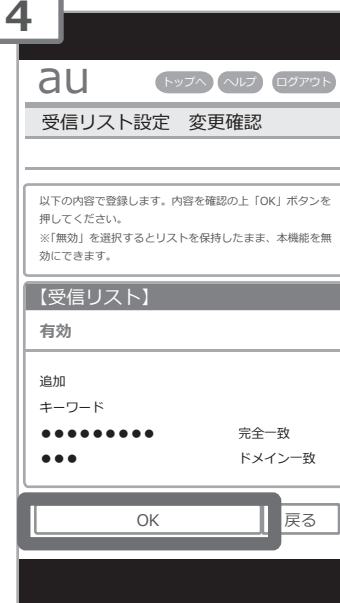 4
au トップへ ヘルプ ログアウト
受信リスト設定 変更確認
以下の内容で登録します。内容を確認の上「OK」ボタンを
押してください。
※「無効」を選択するとリストを保持したまま、本機能を無
効にできます。
【受信リスト】
有効
追加
キーワード
●●●●●●●●● 完全一致
●●● ドメイン一致
OK 戻る